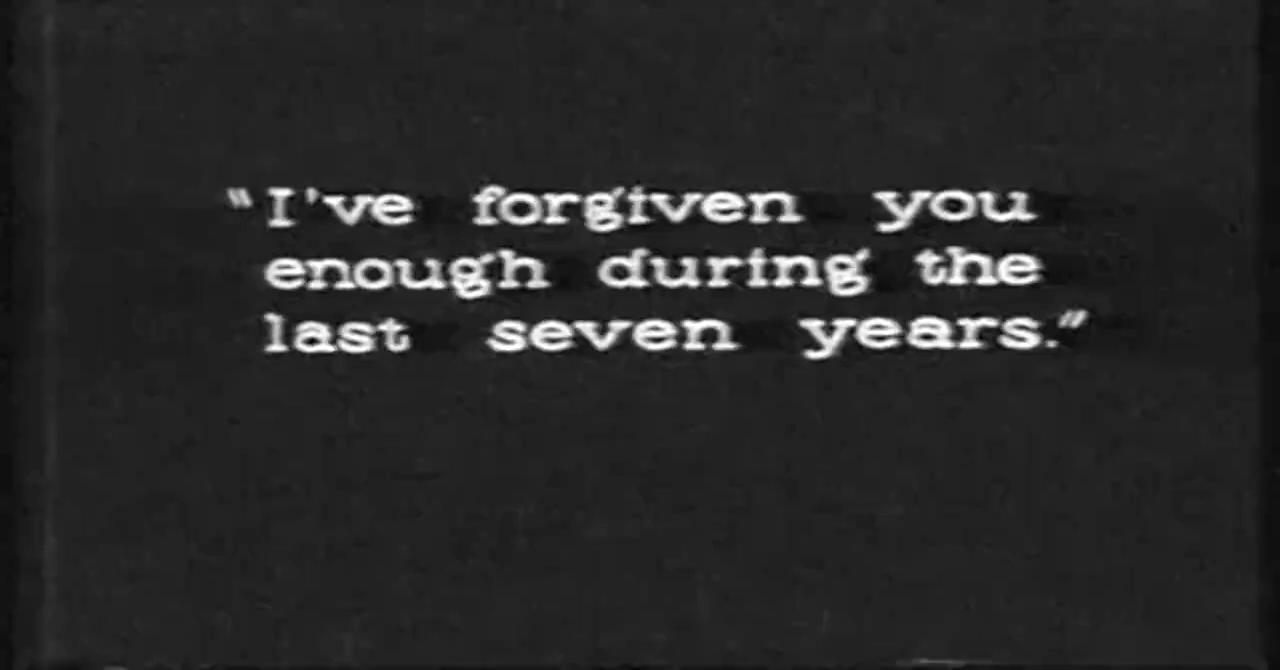 "I've forgiven you
enough during the
last seven years."